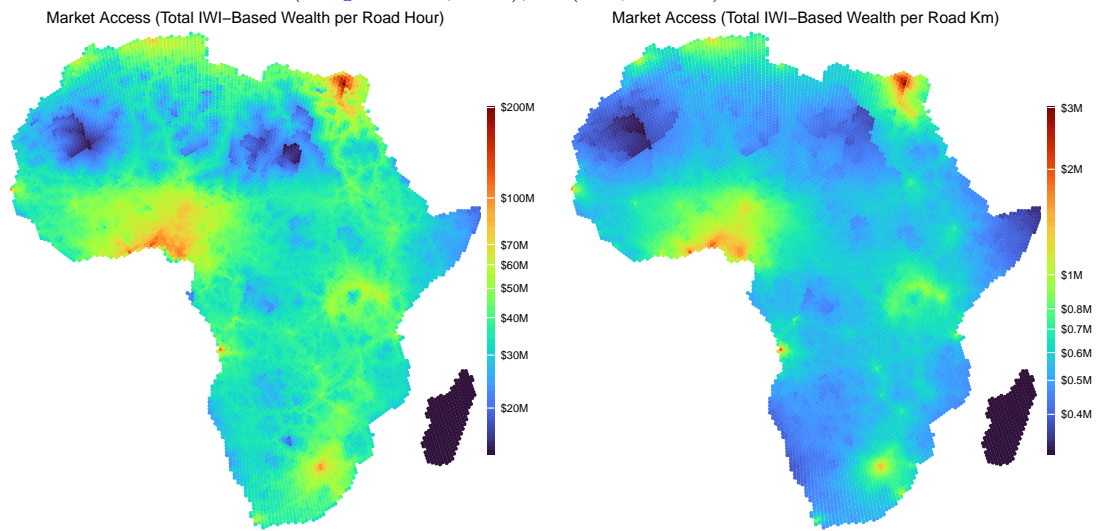 Market Access (Total IWI−Based Wealth per Road Hour)
$200M
$100M
$70M
$60M
$50M
$40M
$30M
$20M
Market Access (Total IWI−Based Wealth per Road Km)
$3M
$2M
$1M
$0.8M
$0.7M
$0.6M
$0.5M
$0.4M